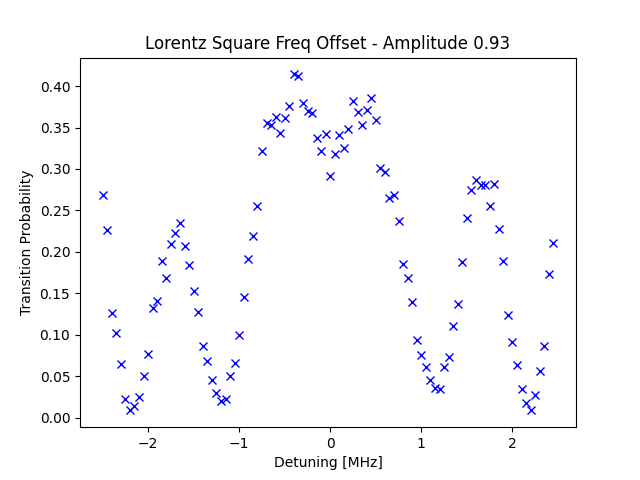 Lorentz Square Freq Offset - Amplitude 0.93
Transition Probability
0.40
0.35
0.30
0.25
0.20
0.15
0.10
0.05
0.00
−2 −1 0 1 2
Detuning [MHz]